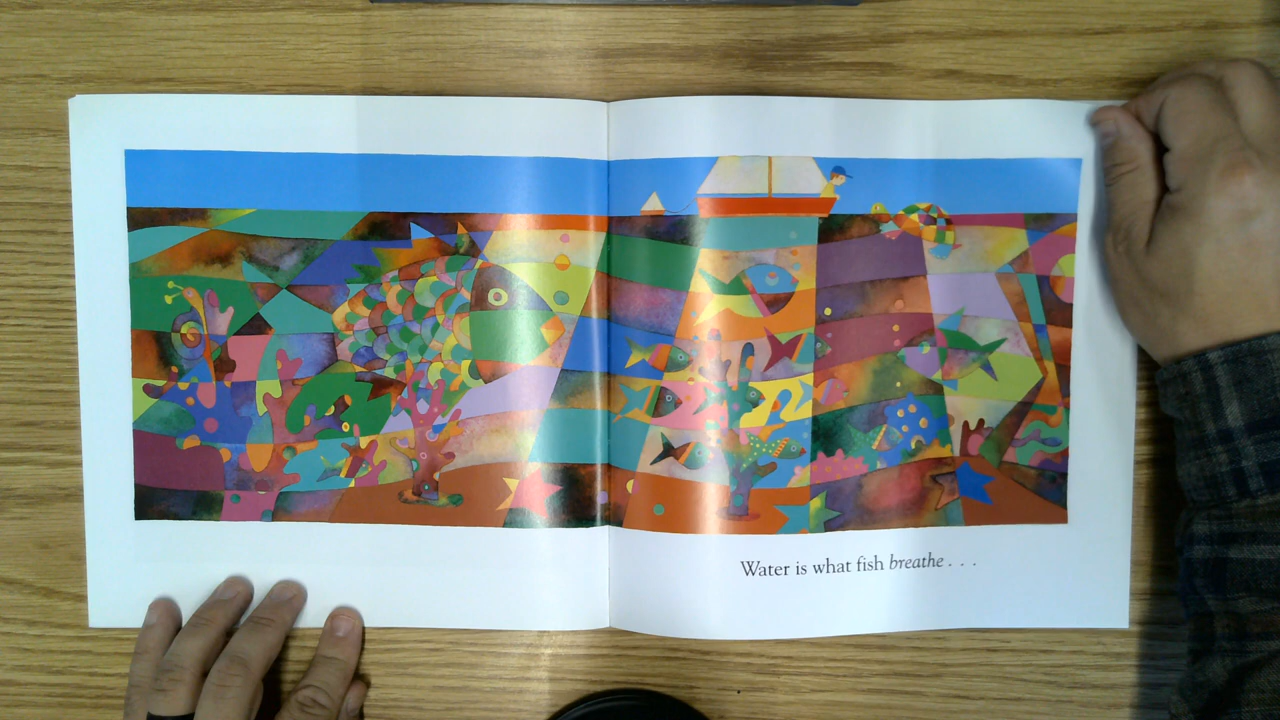 Water is what fish breathe . . .